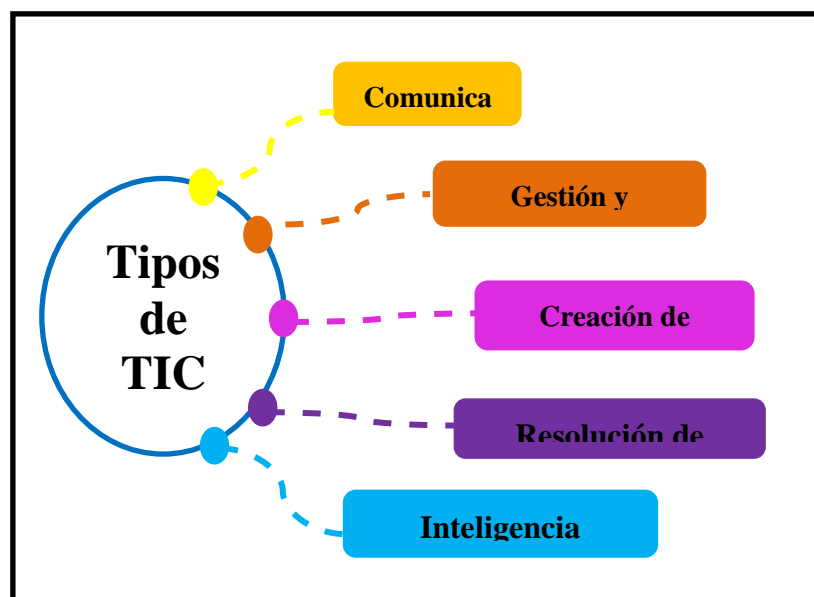 Comunica
Gestión y
Tipos
de
TIC
Creación de
Resolución de
Inteligencia